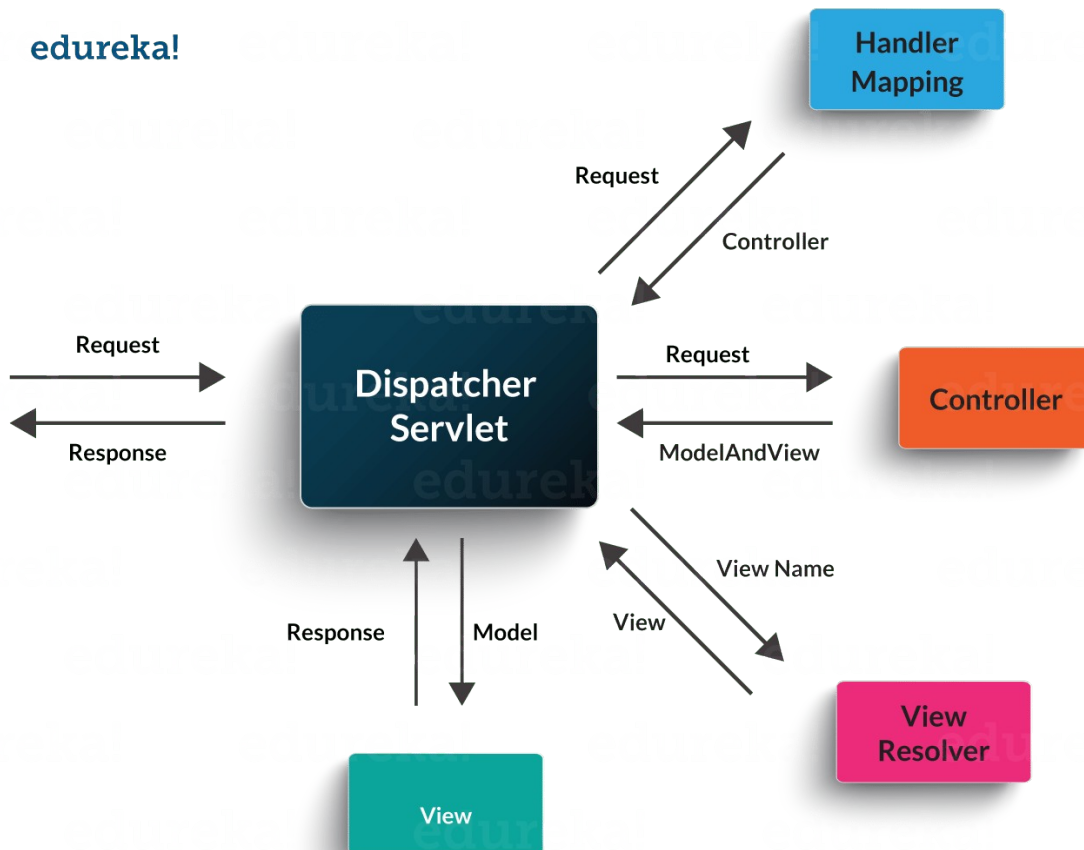 edureka!
Handler
Mapping
Request
Controller
Request
Response
Dispatcher
Servlet
Request
ModelAndView
Controller
View Name
View
Response
Model
View
Resolver
View